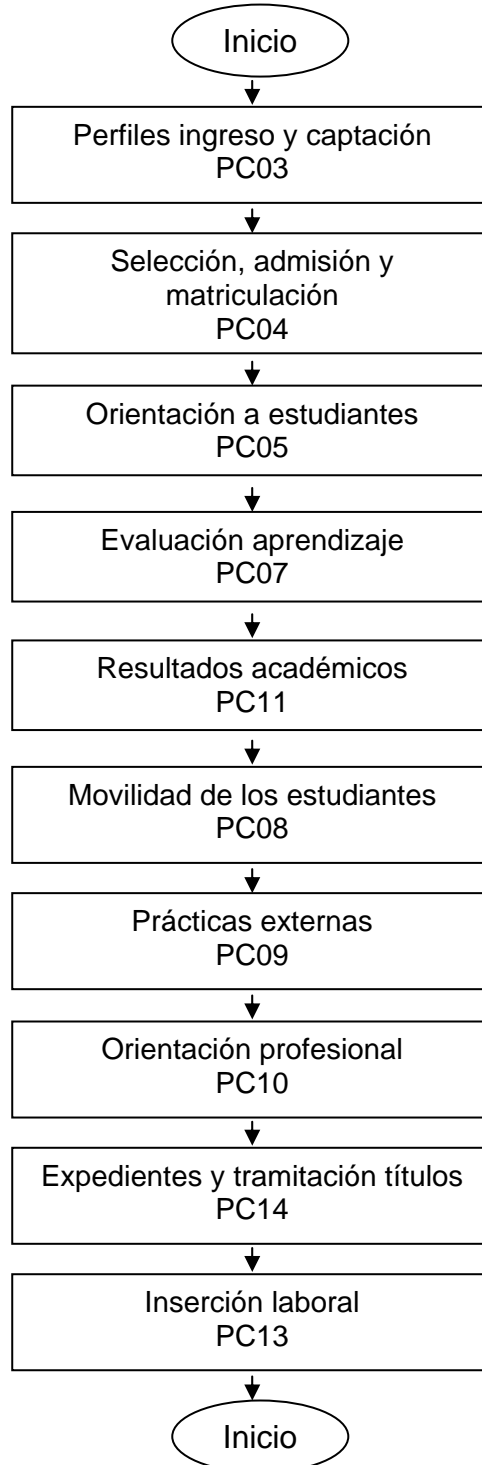 Inicio
Perfiles ingreso y captación
PC03
Selección, admisión y
matriculación
PC04
Orientación a estudiantes
PC05
Evaluación aprendizaje
PC07
Resultados académicos
PC11
Movilidad de los estudiantes
PC08
Prácticas externas
PC09
Orientación profesional
PC10
Expedientes y tramitación títulos
PC14
Inserción laboral
PC13
Inicio